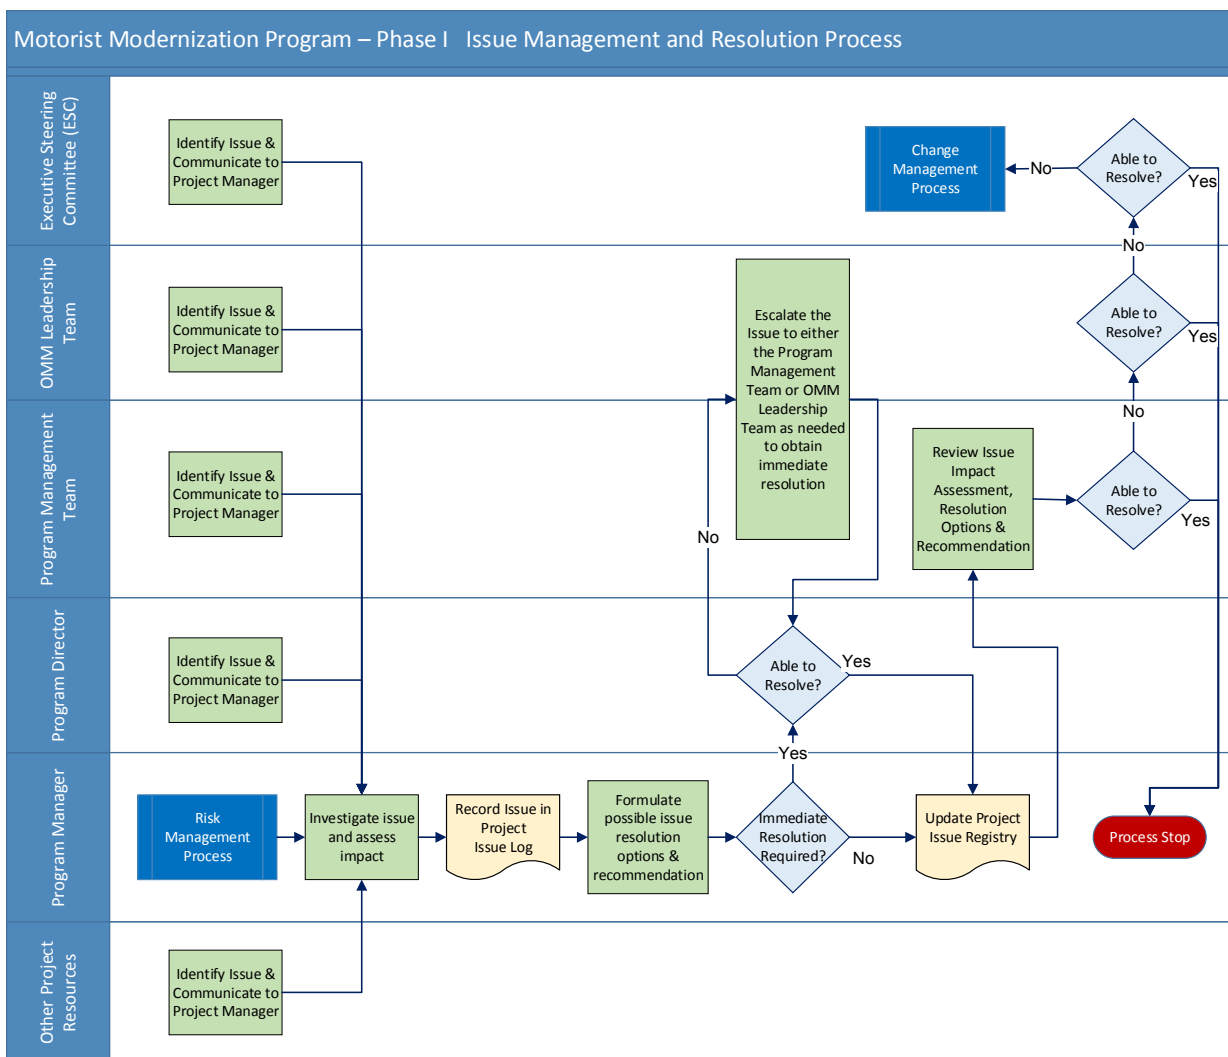 Motorist Modernization Program – Phase I   Issue Management and Resolution Process
Executive Steering
Committee (ESC)
Identify Issue &
Communicate to
Project Manager
Change
Management
Process
No
Able to
Resolve?
Yes
No
OMM Leadership
Team
Identify Issue &
Communicate to
Project Manager
Escalate the
Issue to either
the Program
Management
Team or OMM
Leadership
Team as needed
to obtain
immediate
resolution
Able to
Resolve?
Yes
No
Program Management
Team
Identify Issue &
Communicate to
Project Manager
No
Review Issue
Impact
Assessment,
Resolution
Options &
Recommendation
Able to
Resolve?
Yes
Program Director
Identify Issue &
Communicate to
Project Manager
Able to
Resolve?
Yes
Yes
Program Manager
Risk
Management
Process
Investigate issue
and assess
impact
Record Issue in
Project
Issue Log
Formulate
possible issue
resolution
options &
recommendation
Immediate
Resolution
Required?
No
Update Project
Issue Registry
Process Stop
Other Project
Resources
Identify Issue &
Communicate to
Project Manager